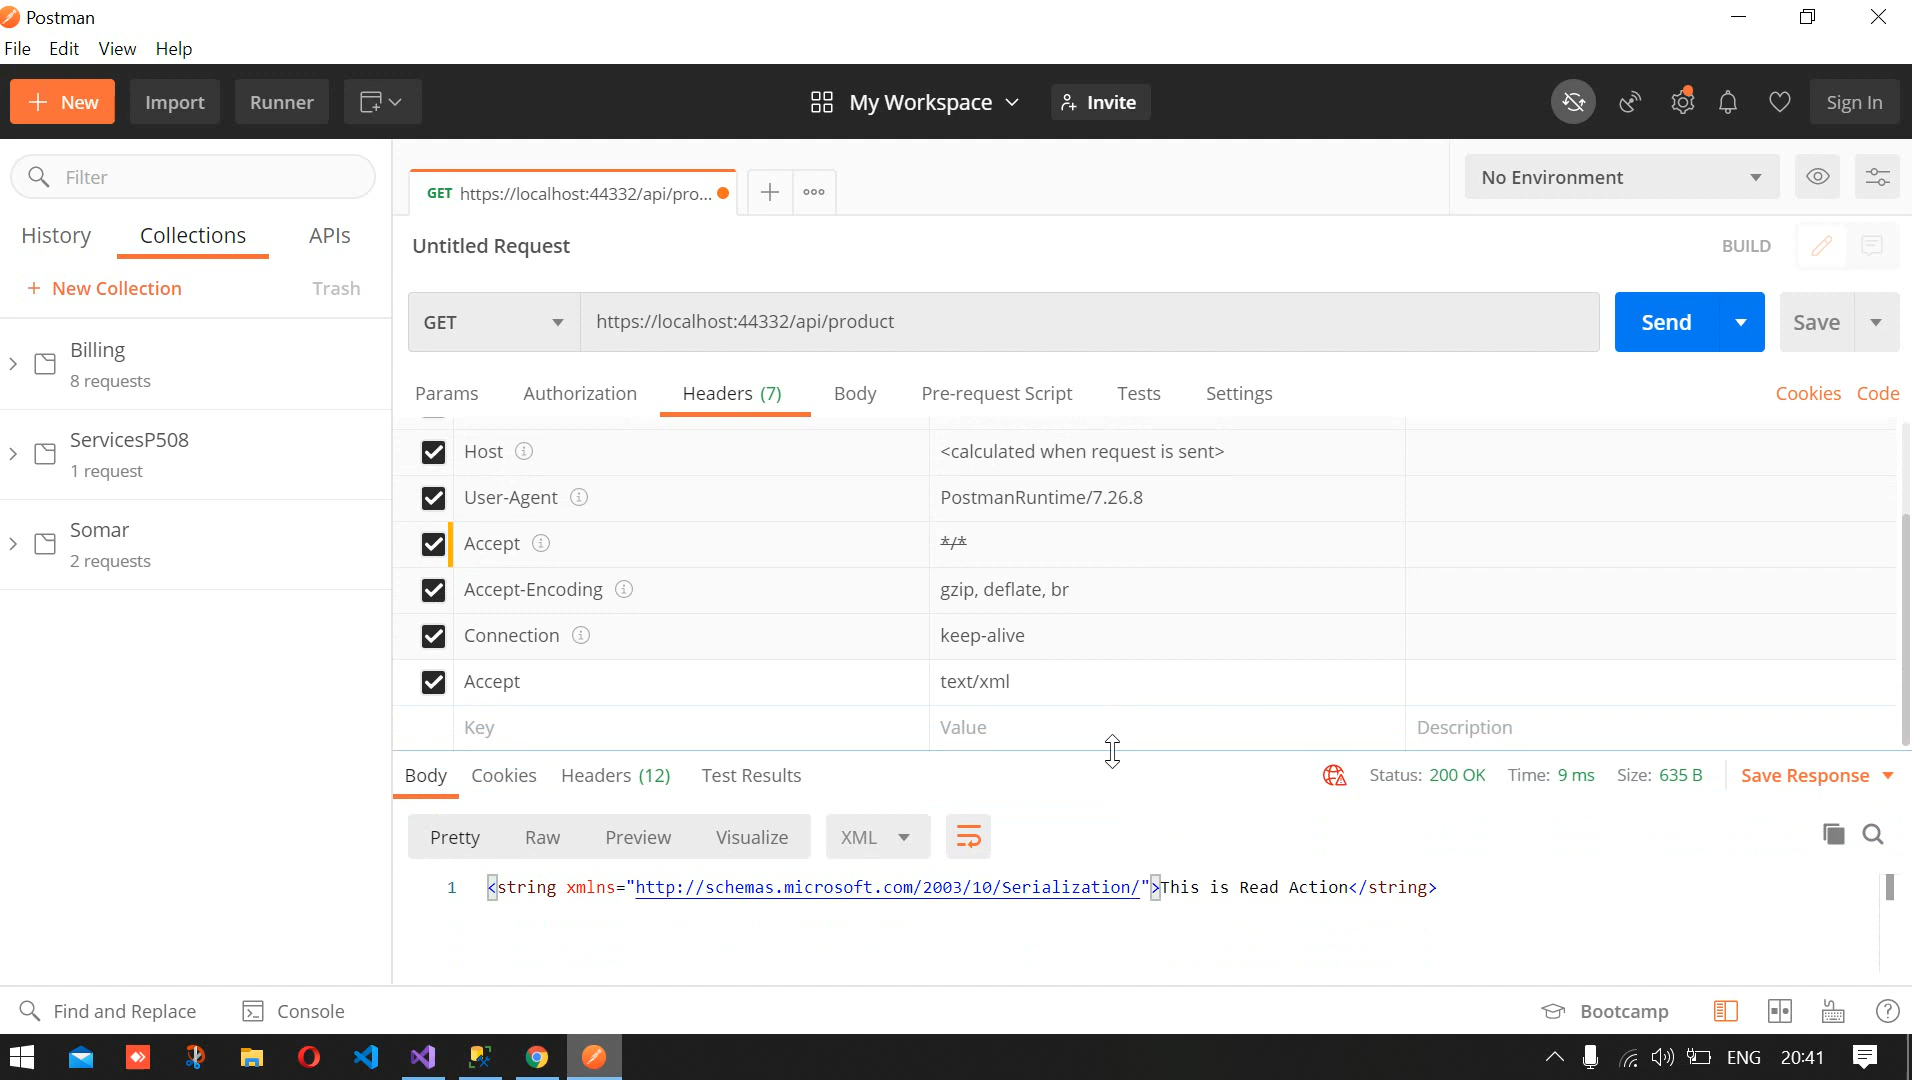 Postman
File Edit View Help
New Import Runner My Workspace Invite Sign In
Filter
GET https://localhost:44332/api/pro... No Environment
History Collections APIs
Untitled Request BUILD
+ New Collection Trash
GET https://localhost:44332/api/product Send Save
Billing
8 requests
Params Authorization Headers (7) Body Pre-request Script Tests Settings Cookies Code
ServicesP508
1 request
Somar
2 requests
Host <calculated when request is sent>
User-Agent PostmanRuntime/7.26.8
Accept */*
Accept-Encoding gzip, deflate, br
Connection keep-alive
Accept text/xml
Key Value Description
Body Cookies Headers (12) Test Results Status: 200 OK Time: 9 ms Size: 635 B Save Response
Pretty Raw Preview Visualize XML
1 <string xmlns="http://schemas.microsoft.com/2003/10/Serialization/">This is Read Action</string>
Find and Replace Console Bootcamp
ENG 20:41